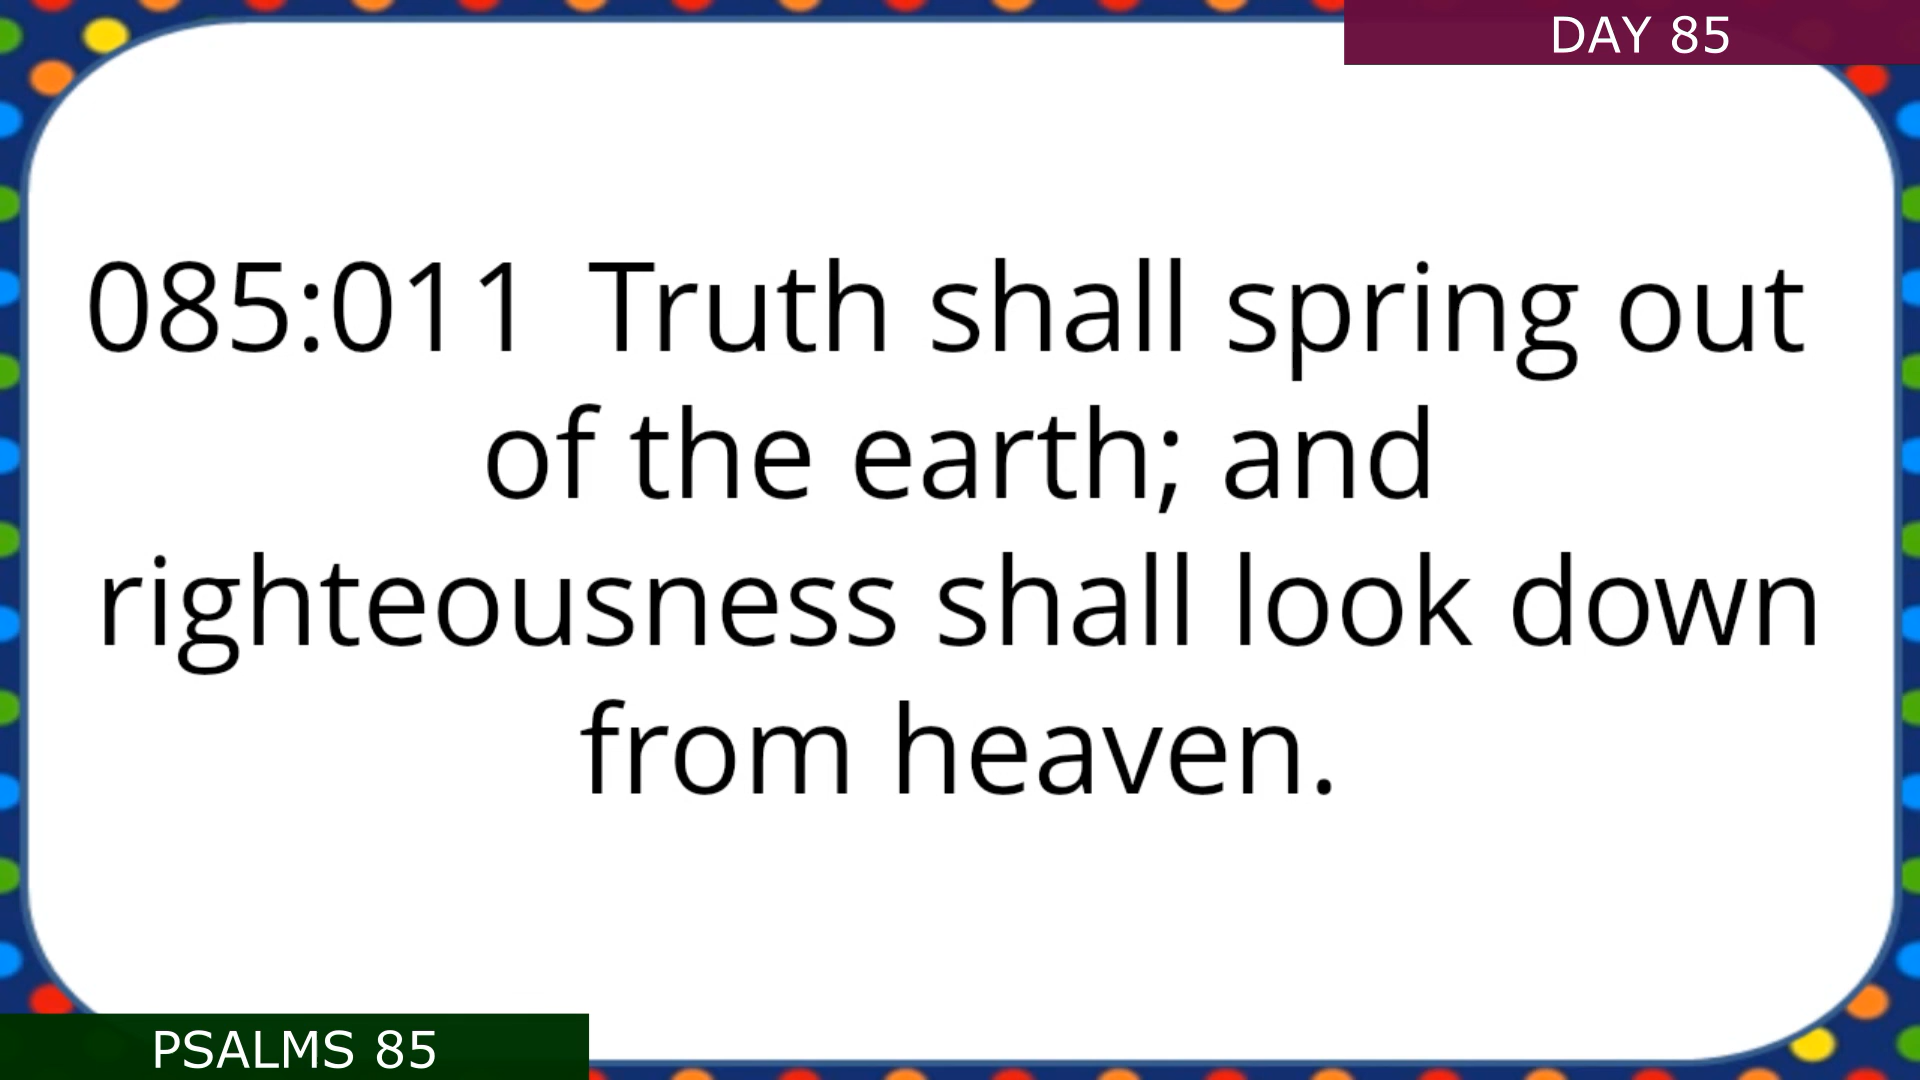 DAY 85
085:011 Truth shall spring out
of the earth; and
righteousness shall look down
from heaven.
PSALMS 85